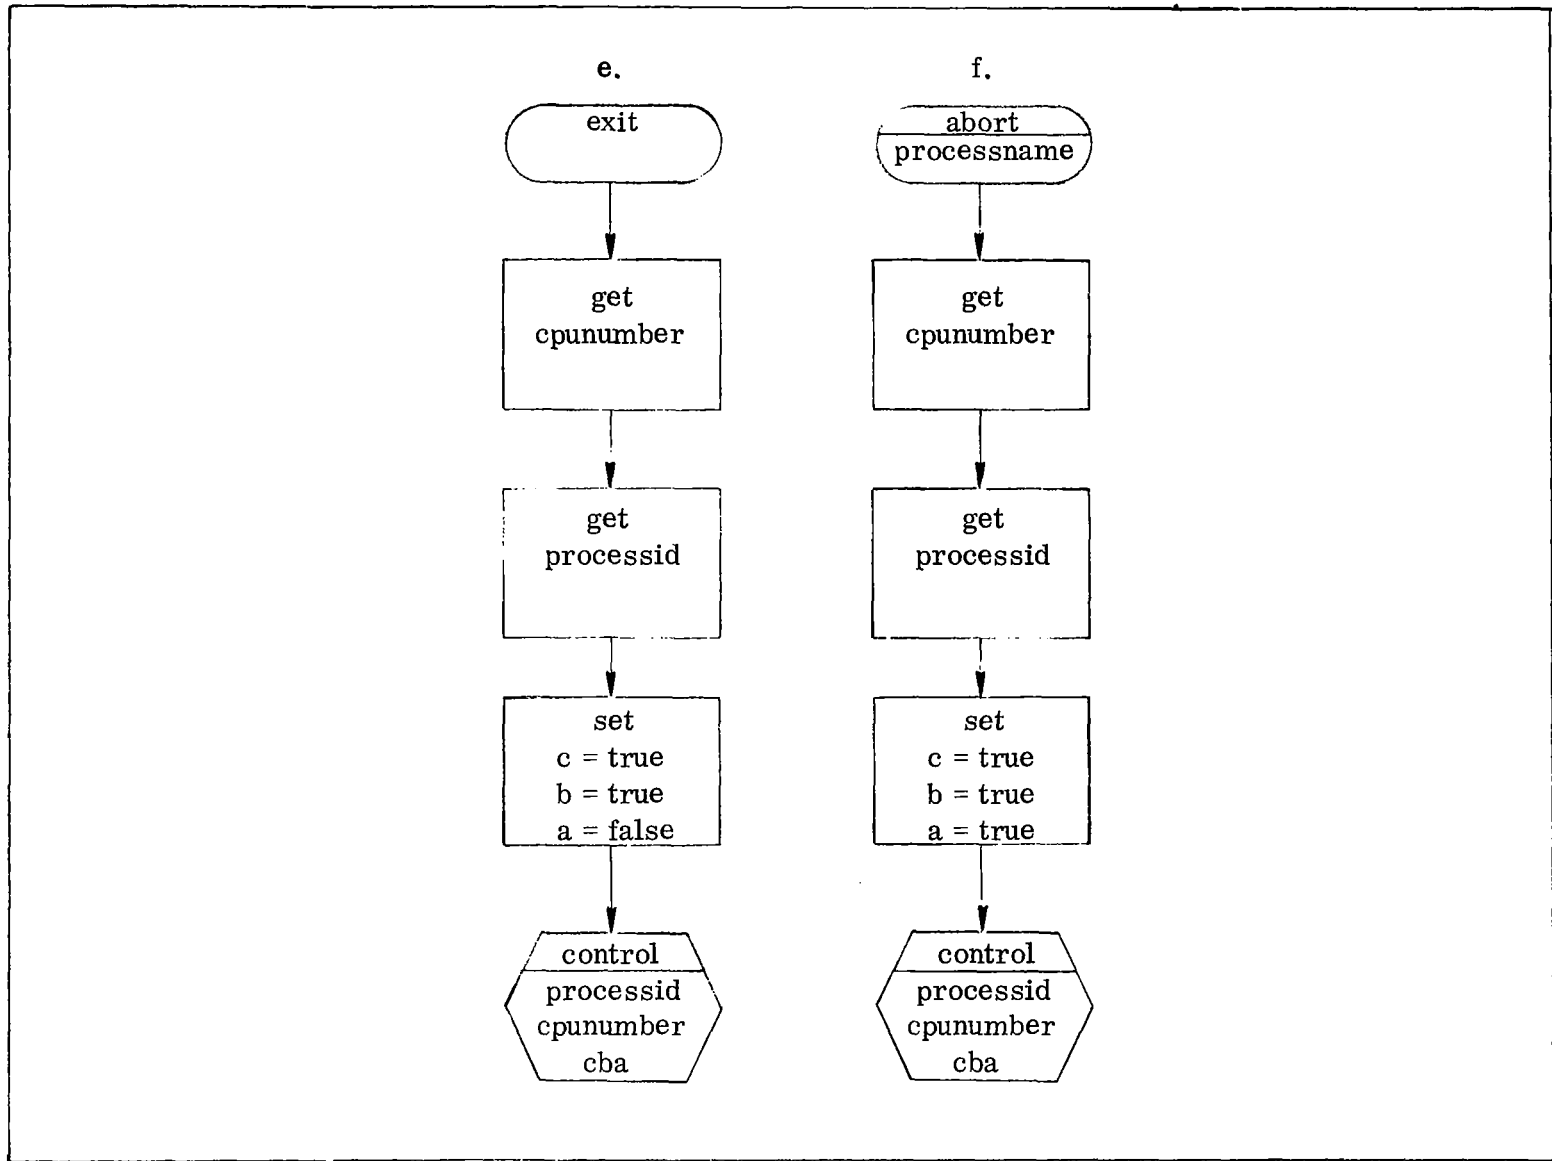 e.
exit
get
cpunumber
get
processid
set
c = true
b = true
a = false
control
processid
cpunumber
cba
f.
abort
processname
get
cpunumber
get
processid
set
c = true
b = true
a = true
control
processid
cpunumber
cba